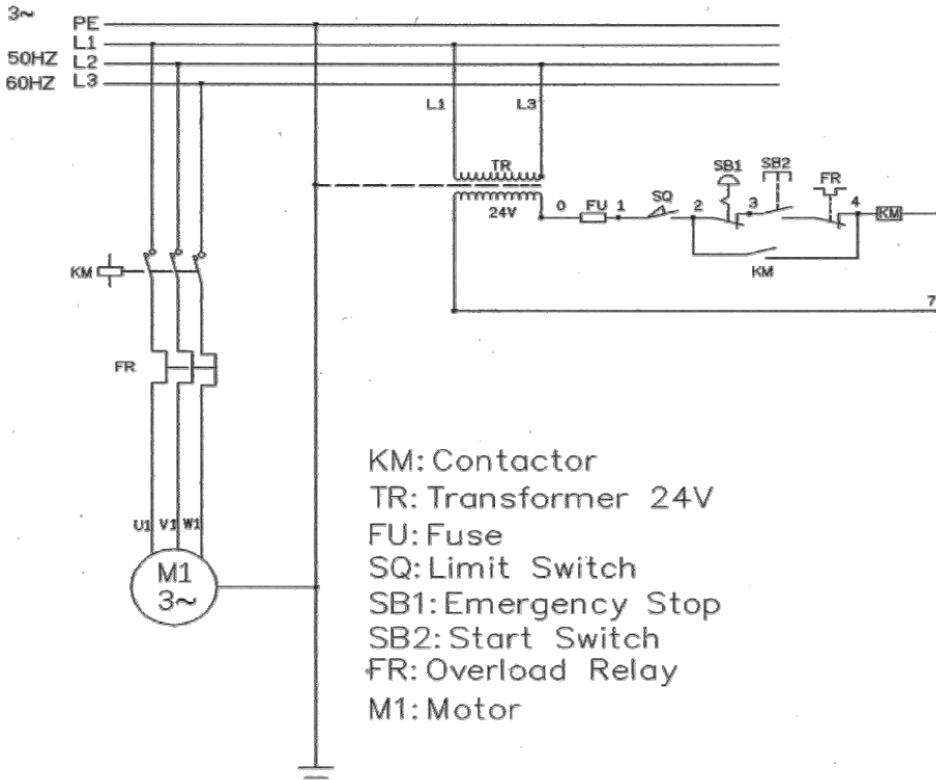 3~
PE
L1
50HZ L2
60HZ L3
L1
L3
TR
24V
0
FU
1
SQ
2
SB1
3
SB2
FR
4
KM
KM
7
KM
FR
U1
V1
W1
M1
3~
KM: Contactor
TR: Transformer 24V
FU: Fuse
SQ: Limit Switch
SB1: Emergency Stop
SB2: Start Switch
FR: Overload Relay
M1: Motor